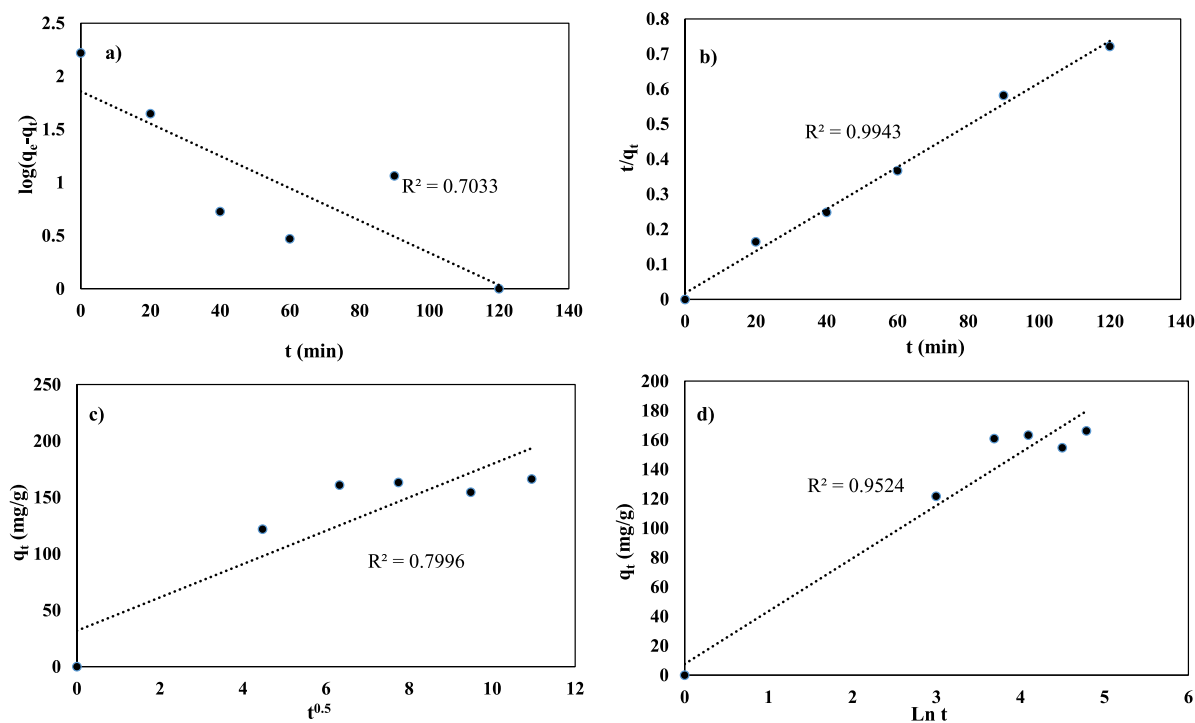 a)
2.5
2
1.5
1
0.5
0
log(qe-qt)
R² = 0.7033
0 20 40 60 80 100 120 140
t (min)
b)
0.8
0.7
0.6
0.5
0.4
0.3
0.2
0.1
0
t/qt
R² = 0.9943
0 20 40 60 80 100 120 140
t (min)
c)
250
200
150
100
50
0
qt (mg/g)
R² = 0.7996
0 2 4 6 8 10 12
t0.5
d)
200
180
160
140
120
100
80
60
40
20
0
qt (mg/g)
R² = 0.9524
0 1 2 3 4 5 6
Ln t